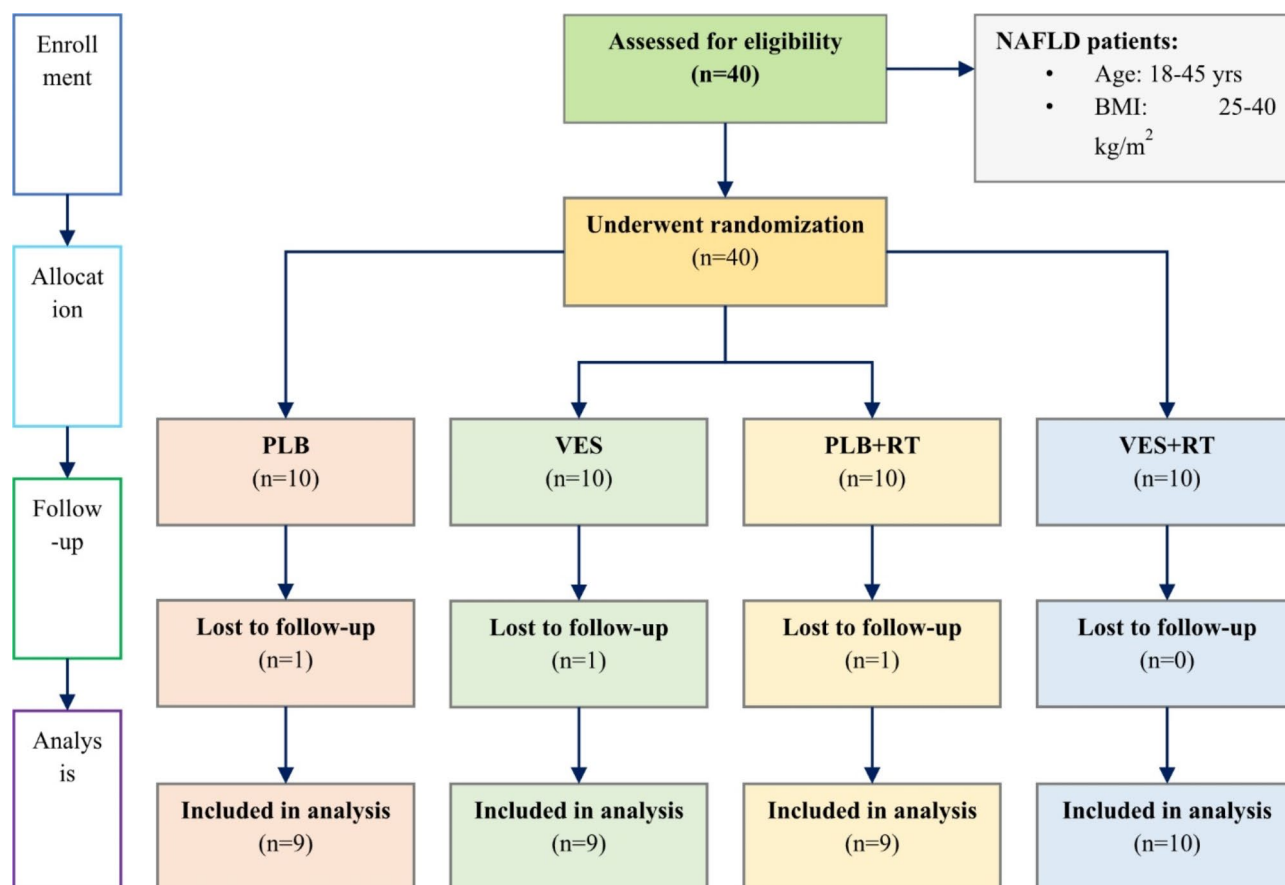 Enroll
ment
Assessed for eligibility
(n=40)
NAFLD patients:
• Age: 18-45 yrs
• BMI: 25-40
kg/m²
Allocat
ion
Underwent randomization
(n=40)
Follow
-up
PLB
(n=10)
VES
(n=10)
PLB+RT
(n=10)
VES+RT
(n=10)
Lost to follow-up
(n=1)
Lost to follow-up
(n=1)
Lost to follow-up
(n=1)
Lost to follow-up
(n=0)
Analys
is
Included in analysis
(n=9)
Included in analysis
(n=9)
Included in analysis
(n=9)
Included in analysis
(n=10)